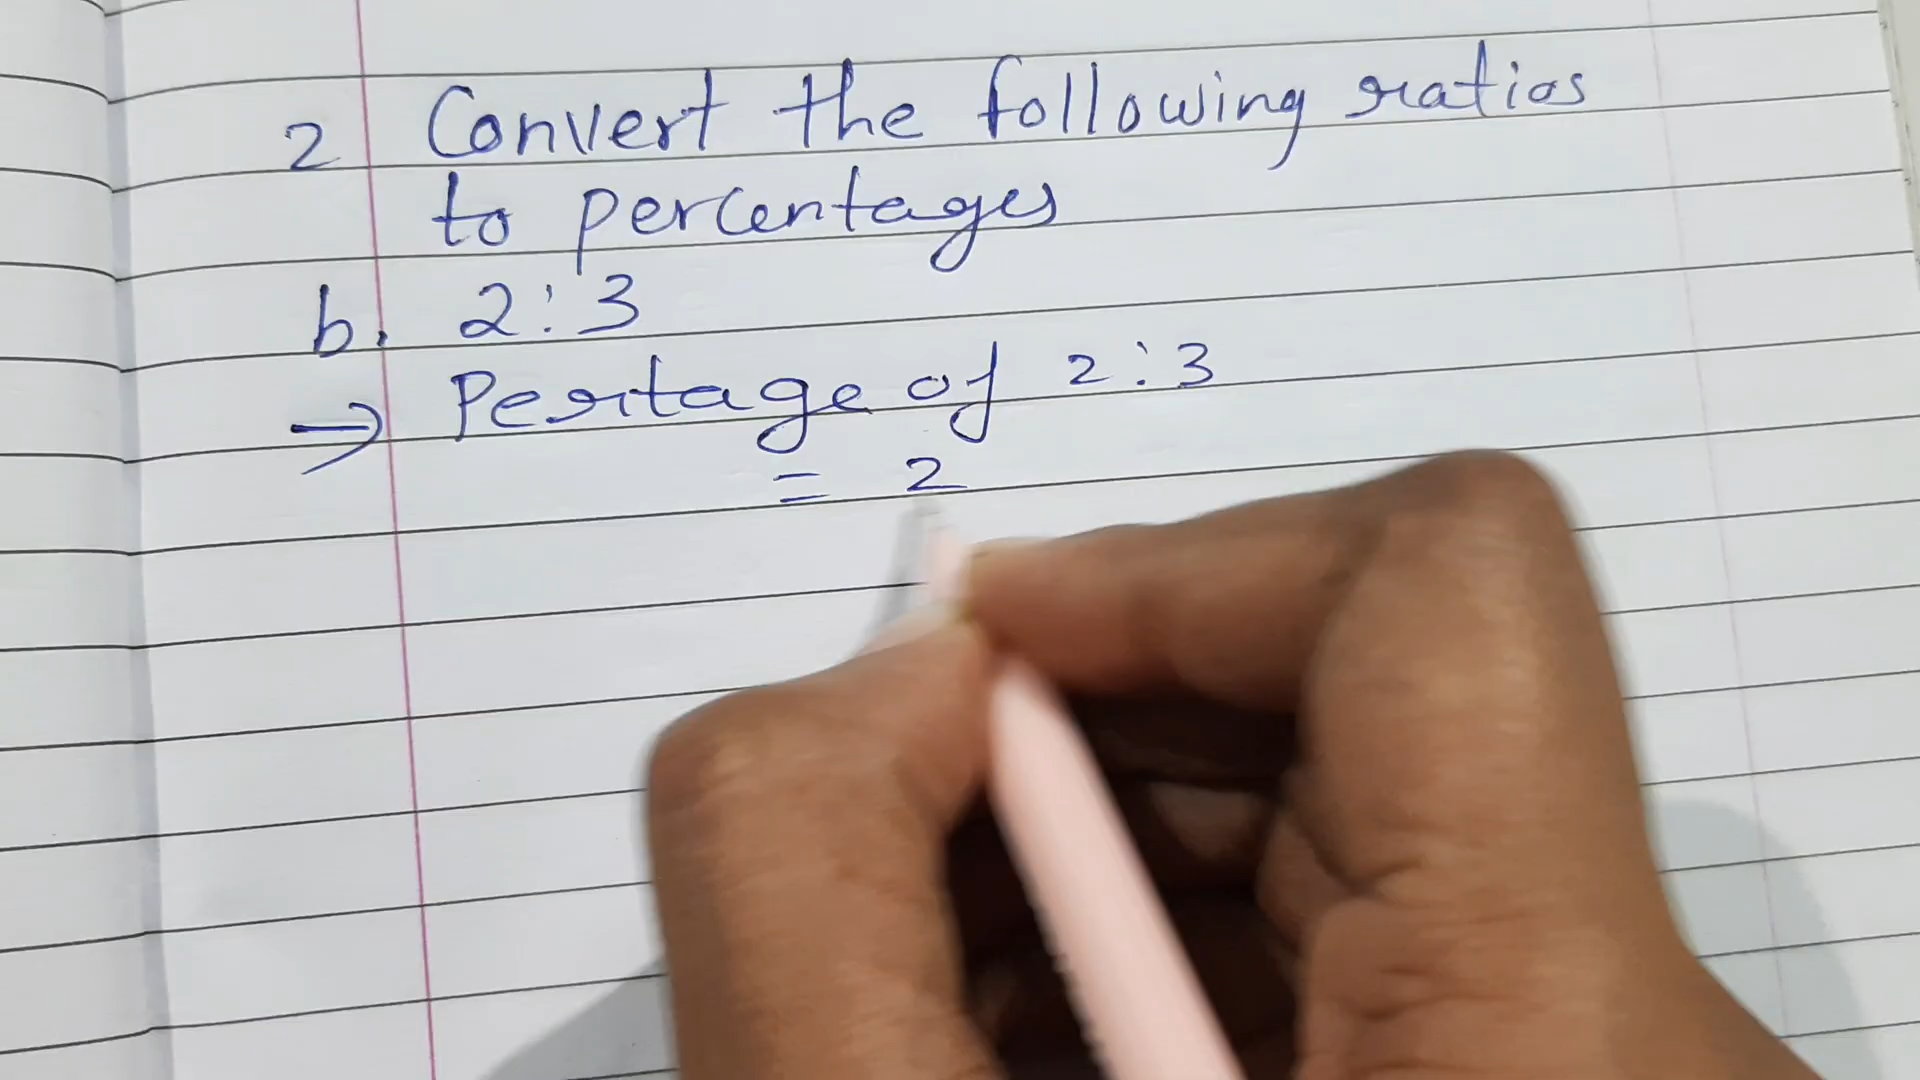 2 Convert the following ratios
to percentages
b. 2:3
→ Pertage of 2:3
= 2